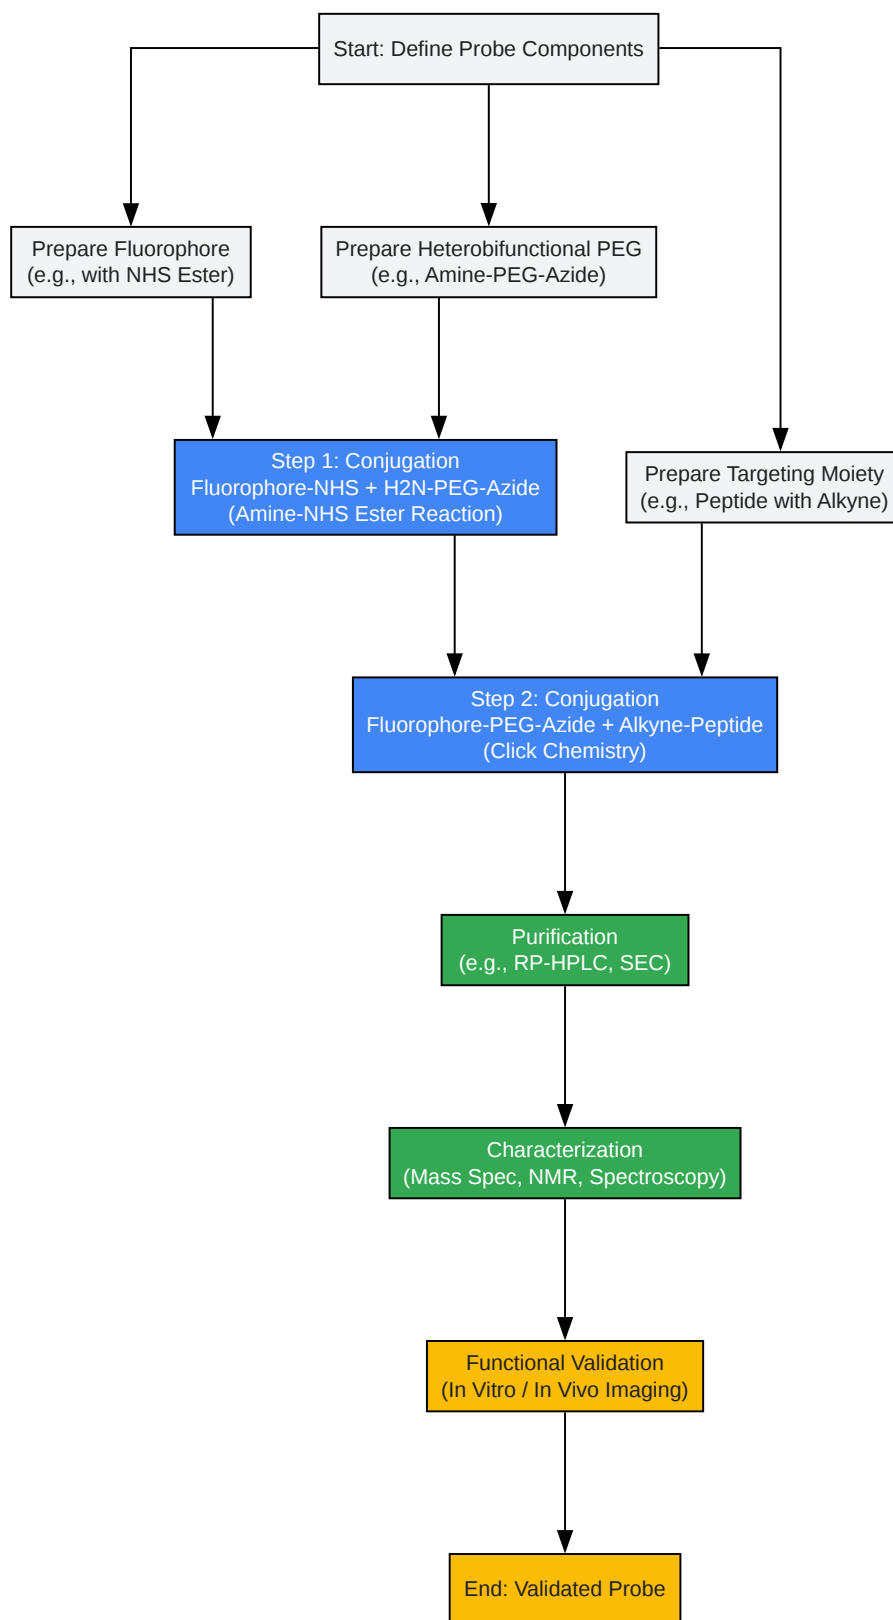 Start: Define Probe Components
Prepare Fluorophore
(e.g., with NHS Ester)
Prepare Heterobifunctional PEG
(e.g., Amine-PEG-Azide)
Step 1: Conjugation
Fluorophore-NHS + H2N-PEG-Azide
(Amine-NHS Ester Reaction)
Prepare Targeting Moiety
(e.g., Peptide with Alkyne)
Step 2: Conjugation
Fluorophore-PEG-Azide + Alkyne-Peptide
(Click Chemistry)
Purification
(e.g., RP-HPLC, SEC)
Characterization
(Mass Spec, NMR, Spectroscopy)
Functional Validation
(In Vitro / In Vivo Imaging)
End: Validated Probe